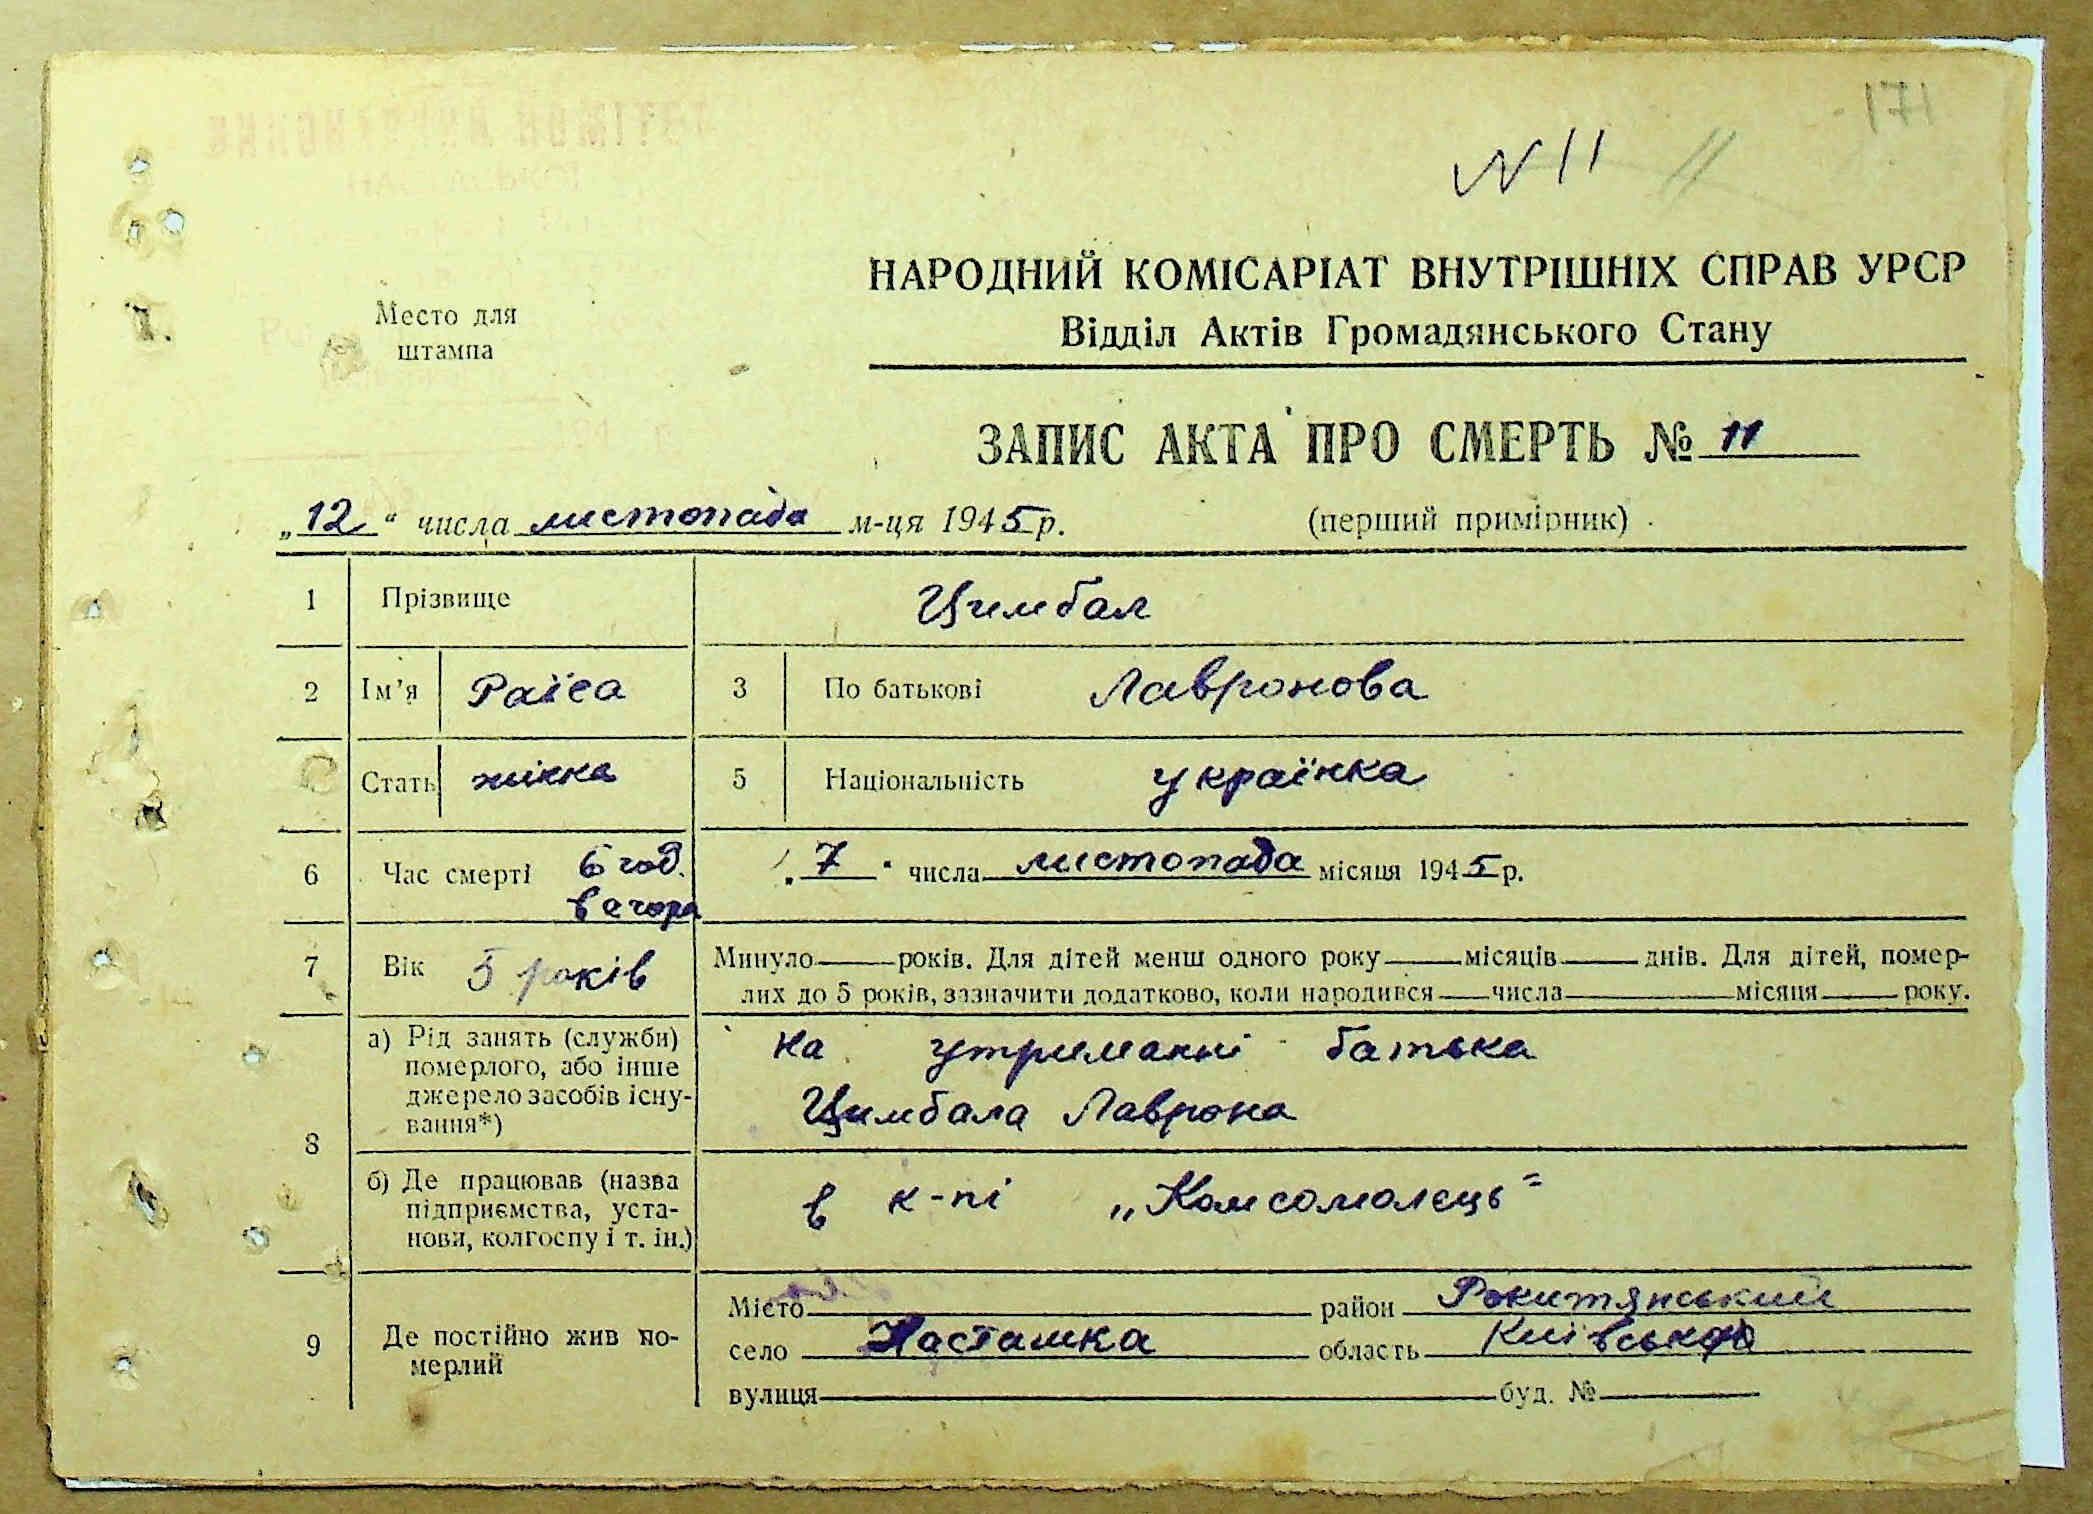 171
N 11 11
НАРОДНИЙ КОМІСАРІАТ ВНУТРІШНІХ СПРАВ УРСР
Место для
штампа
Відділ Актів Громадянського Стану
ЗАПИС АКТА ПРО СМЕРТЬ № 11
„12“ числа листопада м-ця 1945 р. (перший примірник)
1 Прізвище Цимбал
2 Ім’я Раїса 3 По батькові Лавронова
Стать жінка 5 Національність українка
6 Час смерті 6 год. вечора „7“ числа листопада місяця 1945 р.
7 Вік 5 років Минуло років. Для дітей менш одного року місяців днів. Для дітей, помер-
лих до 5 років, зазначити додатково, коли народився числа місяця року.
8 а) Рід занять (служби)
померлого, або інше
джерело засобів існу-
вання*)
на утриманні батька
Цимбала Лаврона
б) Де працював (назва
підприємства, уста-
нови, колгоспу і т. ін.)
в к-пі „Комсомолець“
9 Де постійно жив по-
мерлий
Місто район Рокитянський
село Насташка область Київська
вулиця буд. №